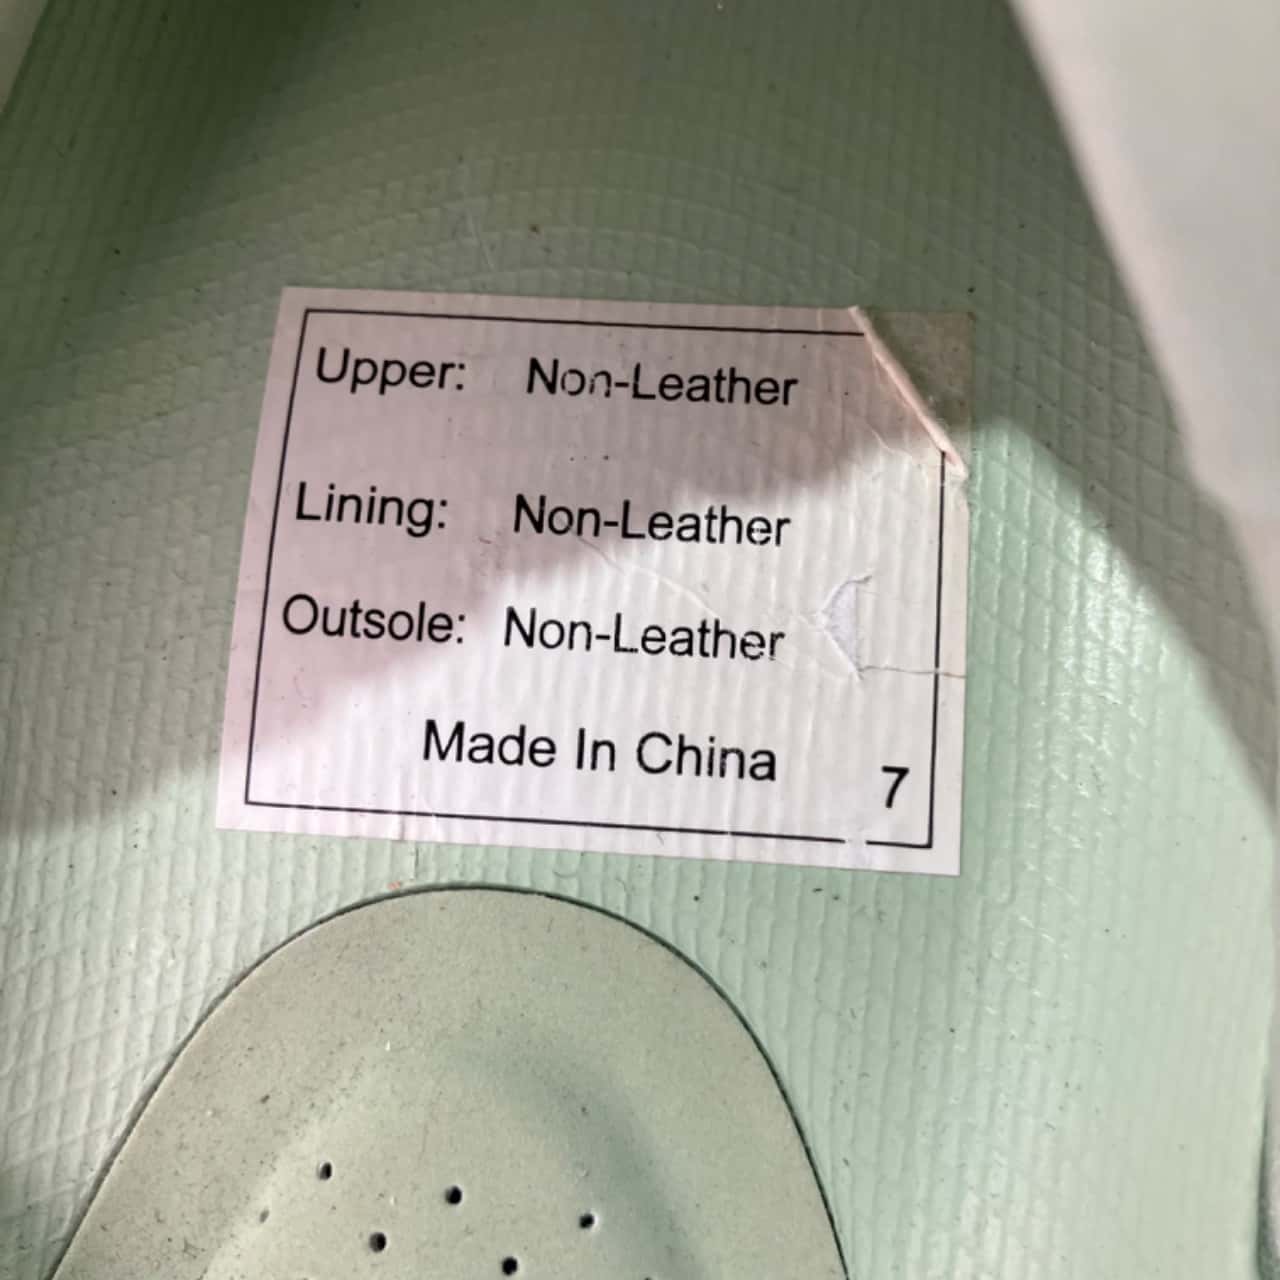 Upper: Non-Leather
Lining: Non-Leather
Outsole: Non-Leather
Made In China
7